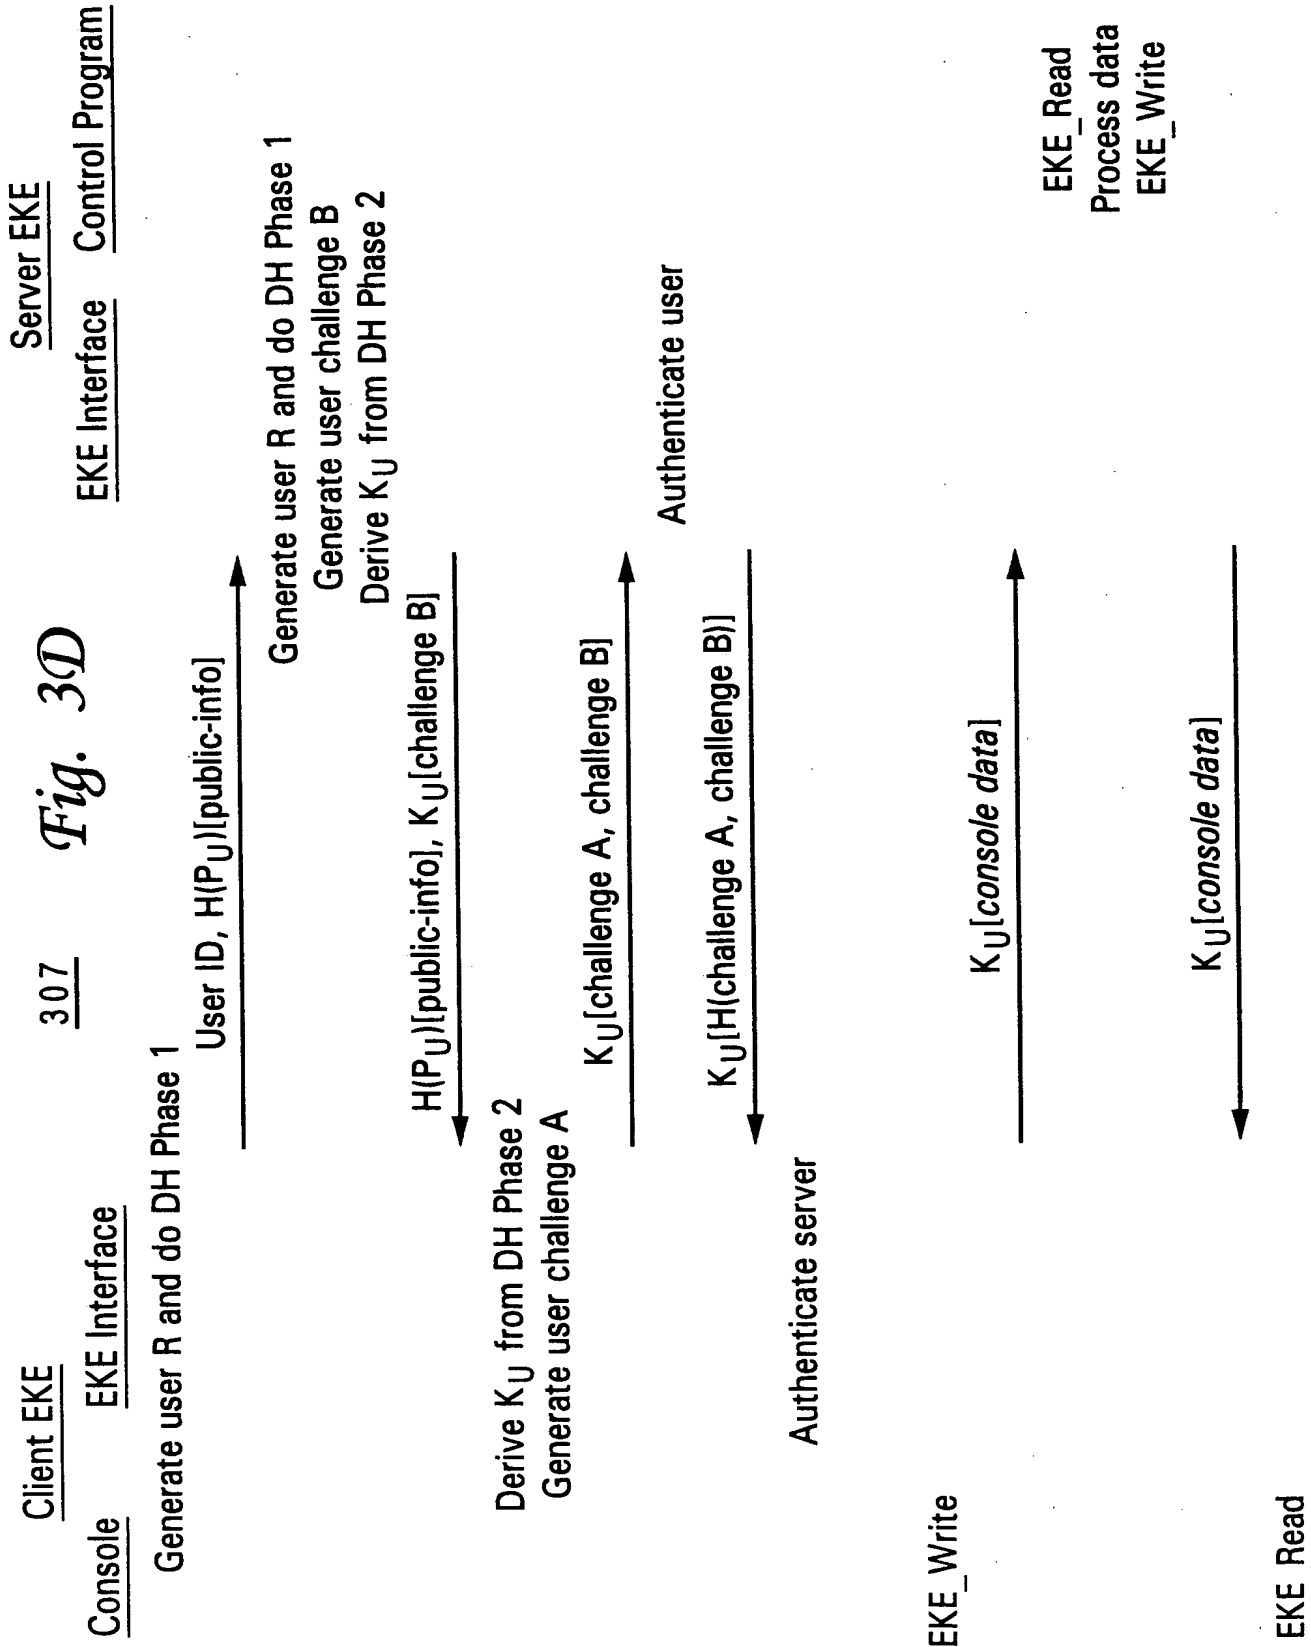 307
Fig. 3D
Client EKE
Server EKE
Console
EKE Interface
EKE Interface
Control Program
Generate user R and do DH Phase 1
User ID, H(PU)[public-info]
Generate user R and do DH Phase 1
Generate user challenge B
Derive KU from DH Phase 2
H(PU)[public-info], KU[challenge B]
Derive KU from DH Phase 2
Generate user challenge A
KU[challenge A, challenge B]
Authenticate user
KU[H(challenge A, challenge B)]
Authenticate server
EKE_Write
KU[console data]
EKE_Read
Process data
EKE_Write
KU[console data]
EKE Read